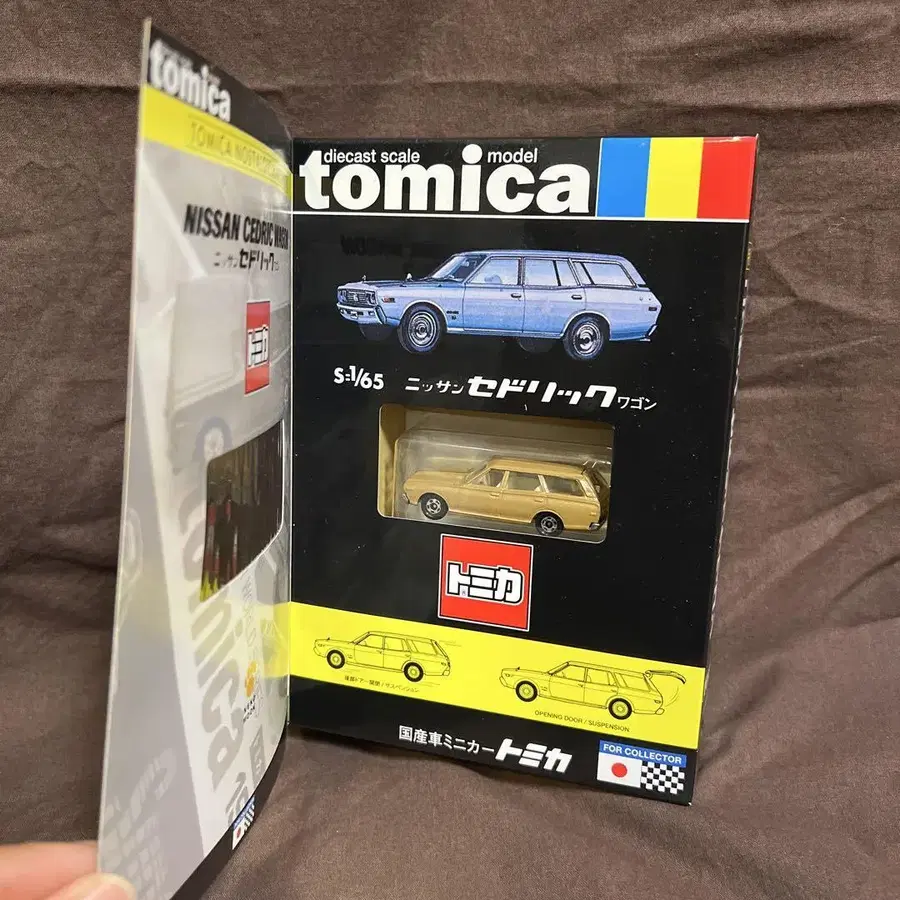 tomica
TOMICA NOSTALGIC
NISSAN CEDRIC WAGON
ニッサン セドリック
トミカ
diecast scale model
tomica
S=1/65 ニッサン セドリック ワゴン
トミカ
後部ドアー開閉/サスペンション
OPENING DOOR / SUSPENSION
国産車ミニカー トミカ
FOR COLLECTOR